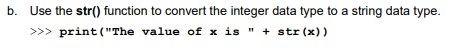 b. Use the str() function to convert the integer data type to a string data type.
>>> print("The value of x is " + str(x))